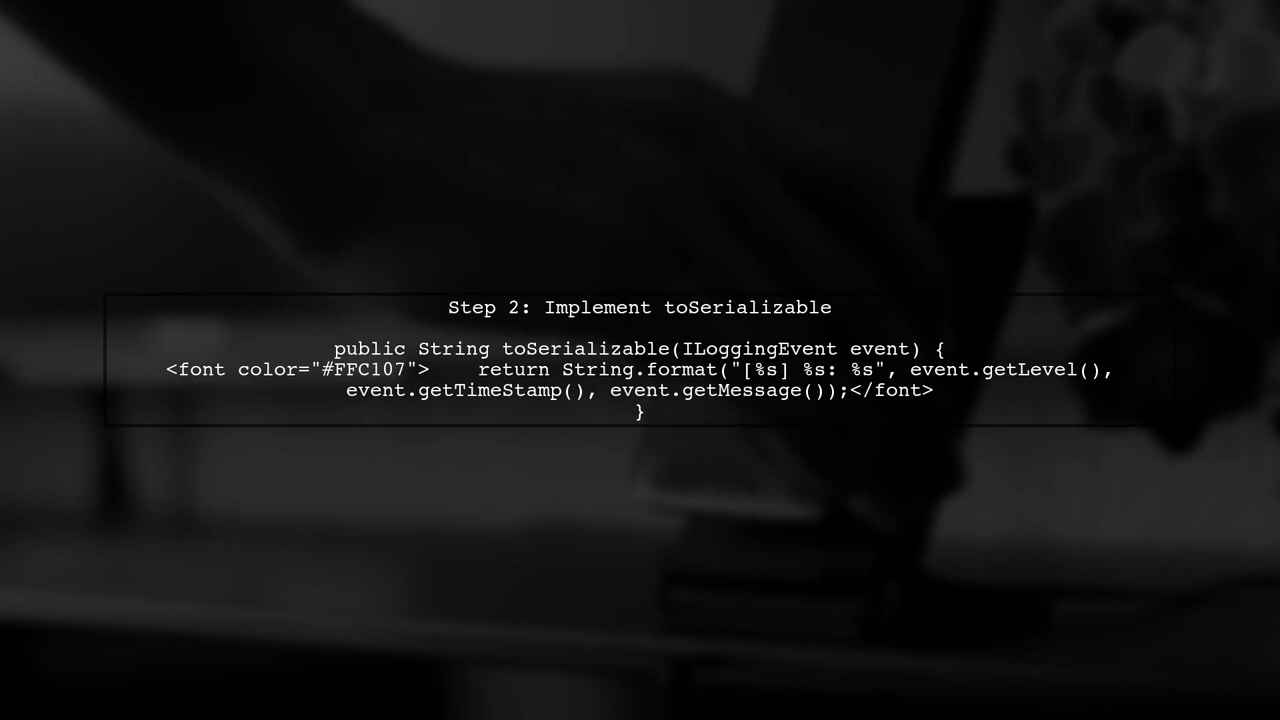 Step 2: Implement toSerializable
public String toSerializable(ILoggingEvent event) {
<font color="#FFC107">    return String.format("[%s] %s: %s", event.getLevel(),
event.getTimeStamp(), event.getMessage());</font>
}